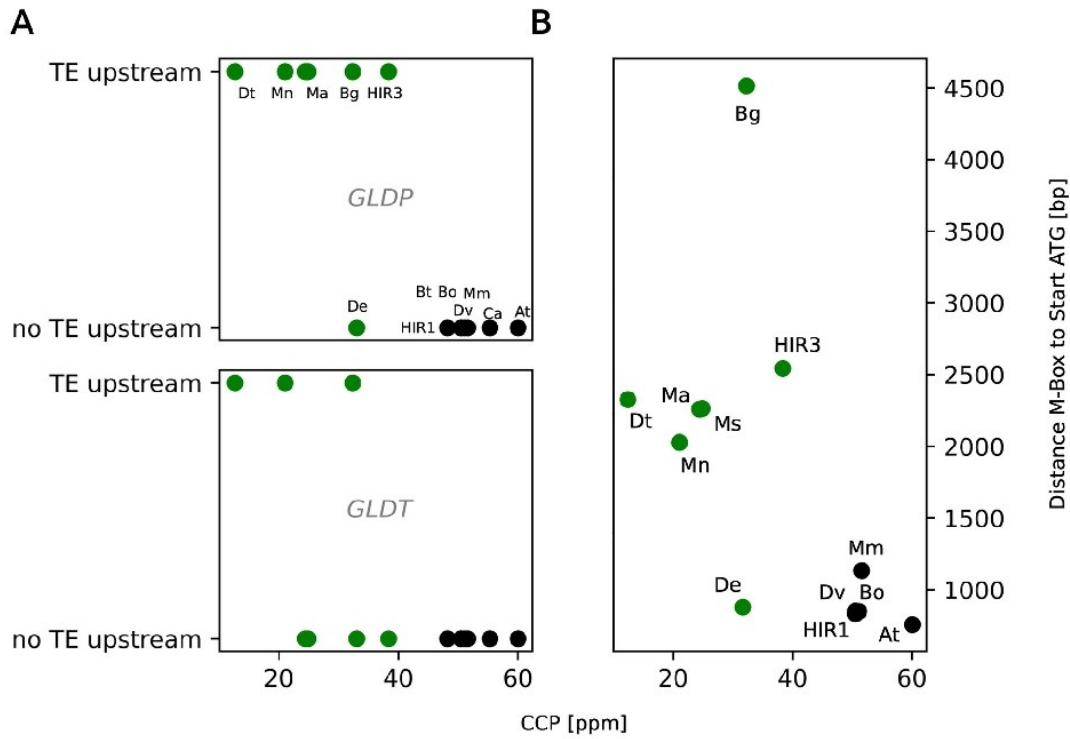 A
TE upstream
Dt Mn Ma Bg HIR3
GLDP
Bt Bo Mm
De
Dv Ca At
no TE upstream
HIR1
TE upstream
GLDT
no TE upstream
20 40 60
B
4500
Bg
4000
3500
3000
HIR3
2500
Ma
Dt
Ms
2000
Mn
1500
Mm
De
Dv Bo
1000
HIR1
At
20 40 60
Distance M-Box to Start ATG [bp]
CCP [ppm]